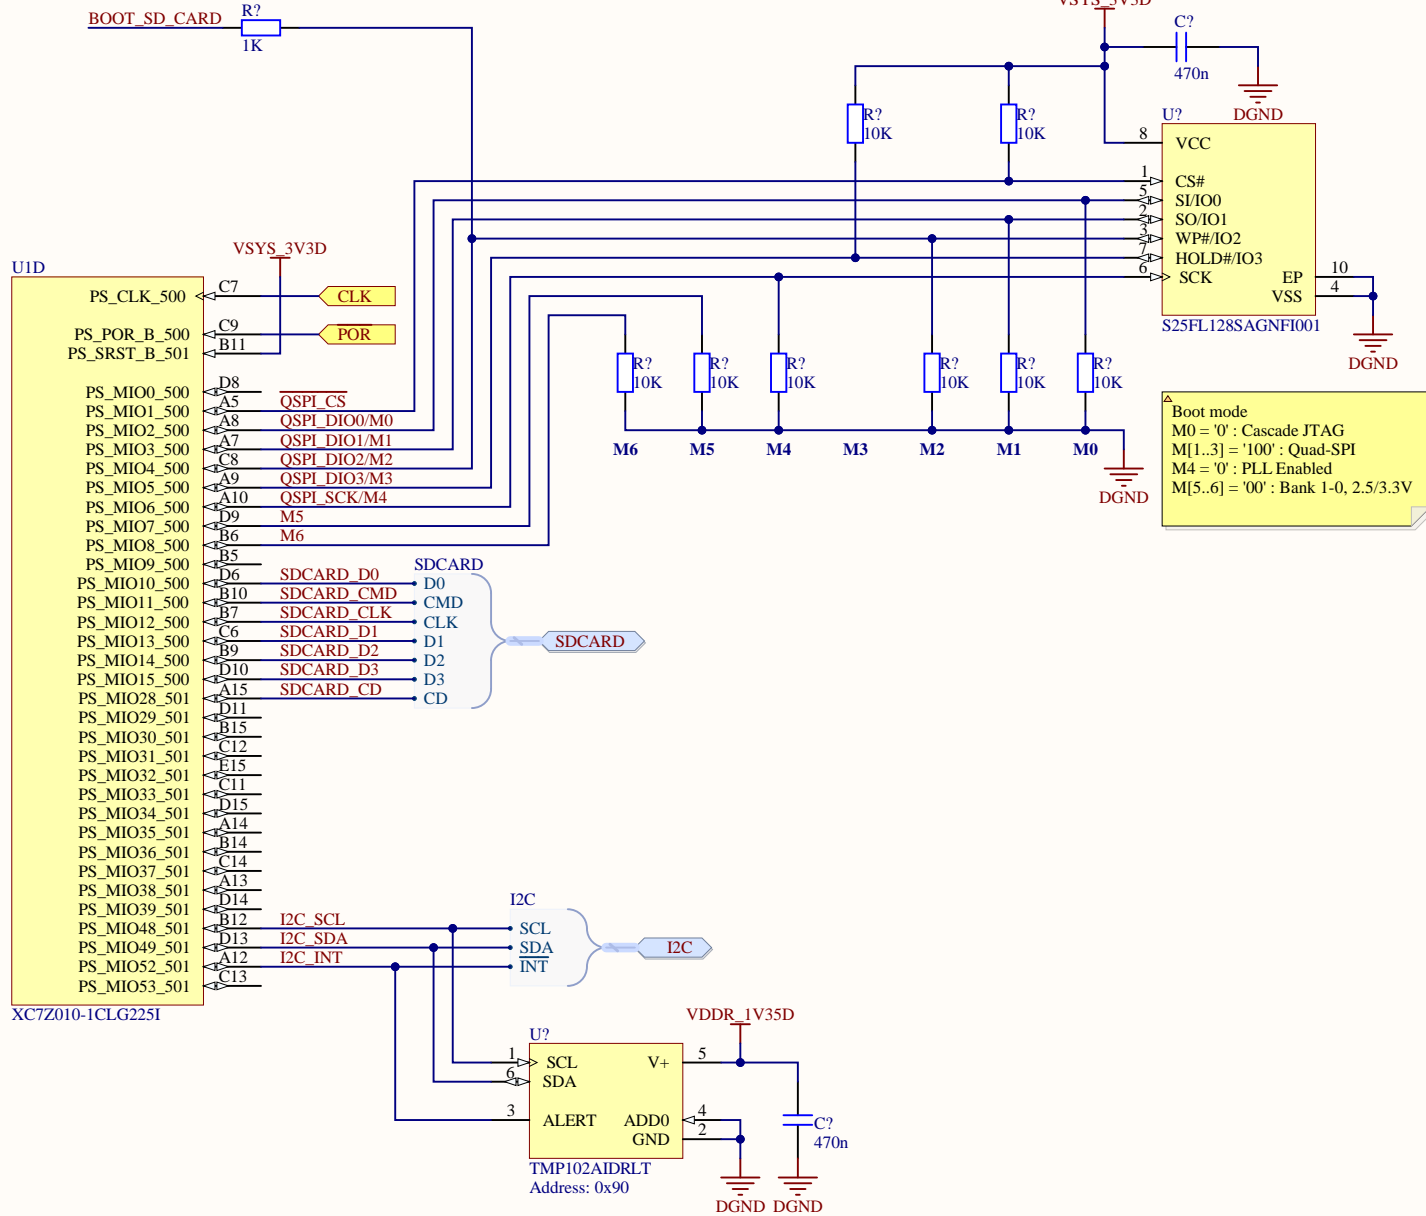 BOOT_SD_CARD
R?
1K
VSYS_3V3D
C?
470n
DGND
R?
10K
R?
10K
U?
8 VCC
1 CS#
5 SI/IO0
2 SO/IO1
3 WP#/IO2
7 HOLD#/IO3
6 SCK
EP 10
VSS 4
S25FL128SAGNFI001
DGND
VSYS_3V3D
U1D
PS_CLK_500 C7 CLK
PS_POR_B_500 C9 POR
PS_SRST_B_501 B11
PS_MIO0_500 D8
PS_MIO1_500 A5 QSPI_CS
PS_MIO2_500 A8 QSPI_DIO0/M0
PS_MIO3_500 A7 QSPI_DIO1/M1
PS_MIO4_500 C8 QSPI_DIO2/M2
PS_MIO5_500 A9 QSPI_DIO3/M3
PS_MIO6_500 A10 QSPI_SCK/M4
PS_MIO7_500 D9 M5
PS_MIO8_500 B6 M6
PS_MIO9_500 B5
PS_MIO10_500 D6 SDCARD_D0
PS_MIO11_500 B10 SDCARD_CMD
PS_MIO12_500 B7 SDCARD_CLK
PS_MIO13_500 C6 SDCARD_D1
PS_MIO14_500 B9 SDCARD_D2
PS_MIO15_500 D10 SDCARD_D3
PS_MIO28_501 A15 SDCARD_CD
PS_MIO29_501 D11
PS_MIO30_501 B15
PS_MIO31_501 C12
PS_MIO32_501 E15
PS_MIO33_501 C11
PS_MIO34_501 D15
PS_MIO35_501 A14
PS_MIO36_501 B14
PS_MIO37_501 C14
PS_MIO38_501 A13
PS_MIO39_501 D14
PS_MIO48_501 B12 I2C_SCL
PS_MIO49_501 D13 I2C_SDA
PS_MIO52_501 A12 I2C_INT
PS_MIO53_501 C13
XC7Z010-1CLG225I
R? R? R? R? R? R?
10K 10K 10K 10K 10K 10K
M6 M5 M4 M3 M2 M1 M0
DGND
Boot mode
M0 = '0' : Cascade JTAG
M[1..3] = '100' : Quad-SPI
M4 = '0' : PLL Enabled
M[5..6] = '00' : Bank 1-0, 2.5/3.3V
SDCARD
D0
CMD
CLK
D1
D2
D3
CD
SDCARD
I2C
SCL
SDA
INT
I2C
VDDR_1V35D
U?
1 SCL V+ 5
6 SDA
3 ALERT ADD0 4
GND 2
TMP102AIDRLT
Address: 0x90
C?
470n
DGND DGND